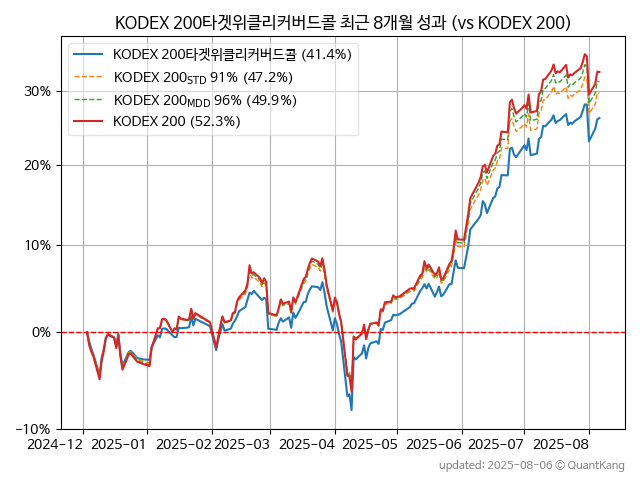 KODEX 200타겟위클리커버드콜 최근 8개월 성과 (vs KODEX 200)
KODEX 200타겟위클리커버드콜 (41.4%)
KODEX 200STD 91% (47.2%)
KODEX 200MDD 96% (49.9%)
KODEX 200 (52.3%)
30%
20%
10%
0%
−10%
2024-12 2025-01 2025-02 2025-03 2025-04 2025-05 2025-06 2025-07 2025-08
updated: 2025-08-06 © QuantKang